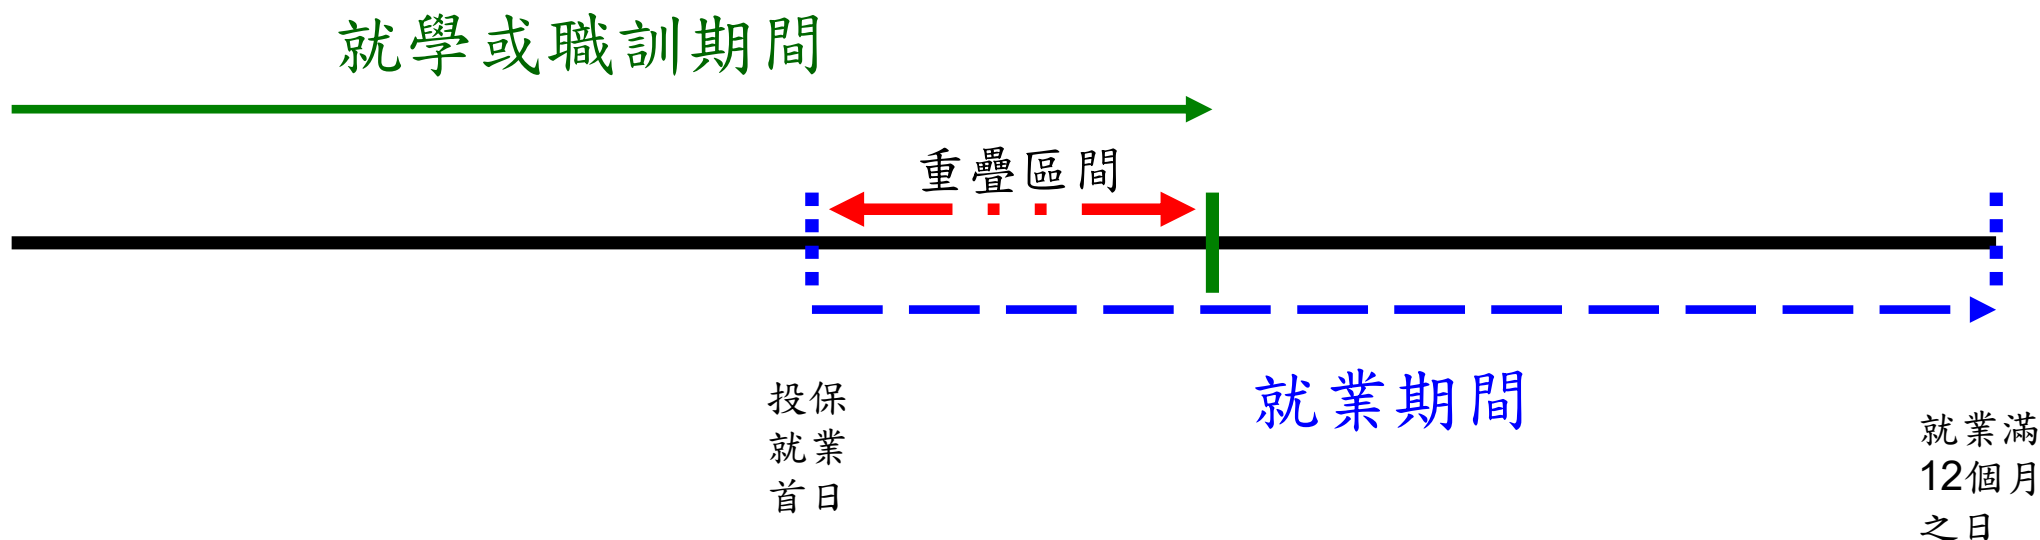 就學或職訓期間
重疊區間
就業期間
投保
就業
首日
就業滿
12個月
之日